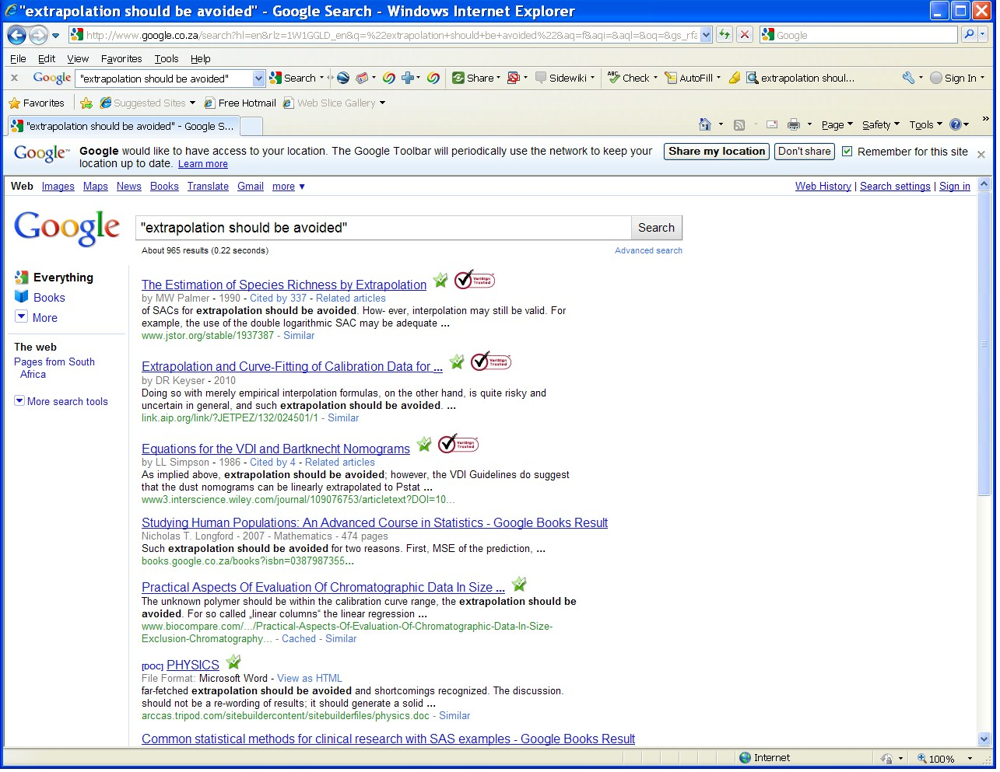 "extrapolation should be avoided" - Google Search - Windows Internet Explorer
http://www.google.co.za/search?hl=en&rlz=1W1GGLD_en&q=%22extrapolation+should+be+avoided%22&aq=f&aqi=&aql=&oq=&gs_rfa
Google
File Edit View Favorites Tools Help
x Google "extrapolation should be avoided" Search Share Sidewiki ABC Check AutoFill extrapolation shoul... Sign In
Favorites Suggested Sites Free Hotmail Web Slice Gallery
"extrapolation should be avoided" - Google S... Page Safety Tools »
Google™ Google would like to have access to your location. The Google Toolbar will periodically use the network to keep your
location up to date. Learn more
Share my location Don't share Remember for this site
Web Images Maps News Books Translate Gmail more ▼ Web History | Search settings | Sign in
Google "extrapolation should be avoided" Search
About 965 results (0.22 seconds) Advanced search
Everything
Books
More
The web
Pages from South
Africa
More search tools
The Estimation of Species Richness by Extrapolation VeriSign Trusted
by MW Palmer - 1990 - Cited by 337 - Related articles
of SACs for extrapolation should be avoided. How- ever, interpolation may still be valid. For
example, the use of the double logarithmic SAC may be adequate ...
www.jstor.org/stable/1937387 - Similar
Extrapolation and Curve-Fitting of Calibration Data for ... VeriSign Trusted
by DR Keyser - 2010
Doing so with merely empirical interpolation formulas, on the other hand, is quite risky and
uncertain in general, and such extrapolation should be avoided. ...
link.aip.org/link/?JETPEZ/132/024501/1 - Similar
Equations for the VDI and Bartknecht Nomograms VeriSign Trusted
by LL Simpson - 1986 - Cited by 4 - Related articles
As implied above, extrapolation should be avoided; however, the VDI Guidelines do suggest
that the dust nomograms can be linearly extrapolated to Pstat ...
www3.interscience.wiley.com/journal/109076753/articletext?DOI=10...
Studying Human Populations: An Advanced Course in Statistics - Google Books Result
Nicholas T. Longford - 2007 - Mathematics - 474 pages
Such extrapolation should be avoided for two reasons. First, MSE of the prediction, ...
books.google.co.za/books?isbn=0387987355...
Practical Aspects Of Evaluation Of Chromatographic Data In Size ...
The unknown polymer should be within the calibration curve range, the extrapolation should be
avoided. For so called „linear columns“ the linear regression ...
www.biocompare.com/.../Practical-Aspects-Of-Evaluation-Of-Chromatographic-Data-In-Size-
Exclusion-Chromatography... - Cached - Similar
[DOC] PHYSICS
File Format: Microsoft Word - View as HTML
far-fetched extrapolation should be avoided and shortcomings recognized. The discussion.
should not be a re-wording of results; it should generate a solid ...
arccas.tripod.com/sitebuildercontent/sitebuilderfiles/physics.doc - Similar
Common statistical methods for clinical research with SAS examples - Google Books Result
Internet 100%